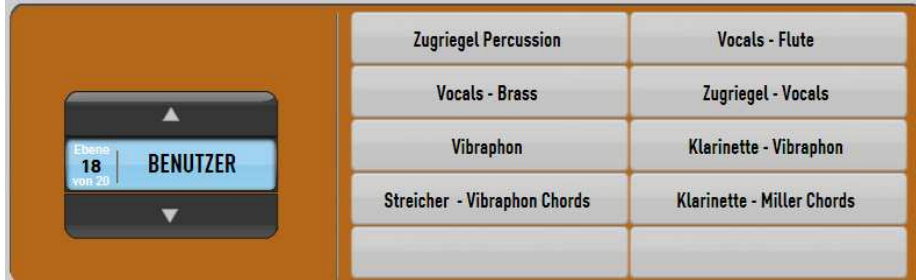 Ebene
18
von 20
BENUTZER
Zugriegel Percussion
Vocals - Flute
Vocals - Brass
Zugriegel - Vocals
Vibraphon
Klarinette - Vibraphon
Streicher - Vibraphon Chords
Klarinette - Miller Chords